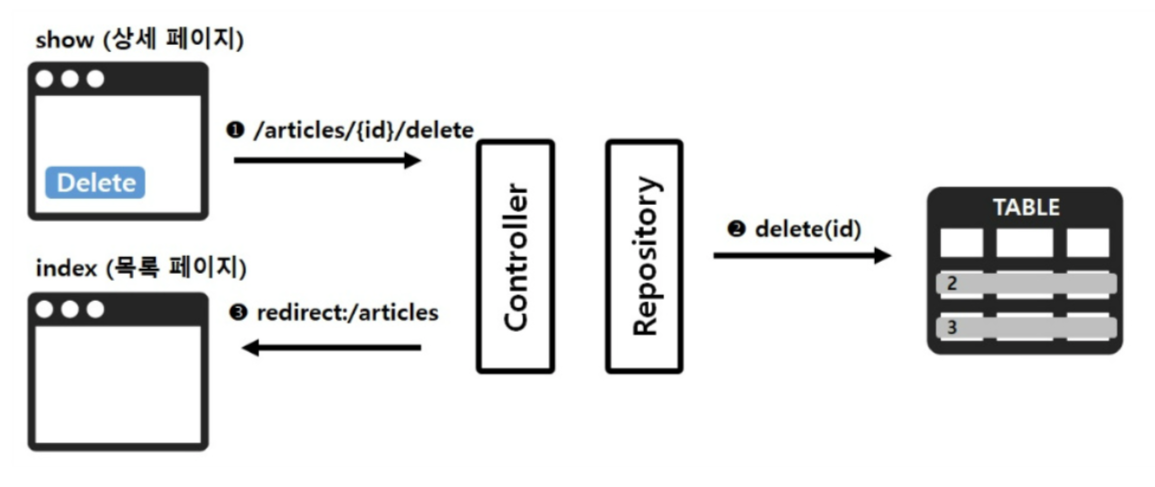 show (상세 페이지)
Delete
❶ /articles/{id}/delete
index (목록 페이지)
❸ redirect:/articles
Controller
Repository
❷ delete(id)
TABLE
2
3